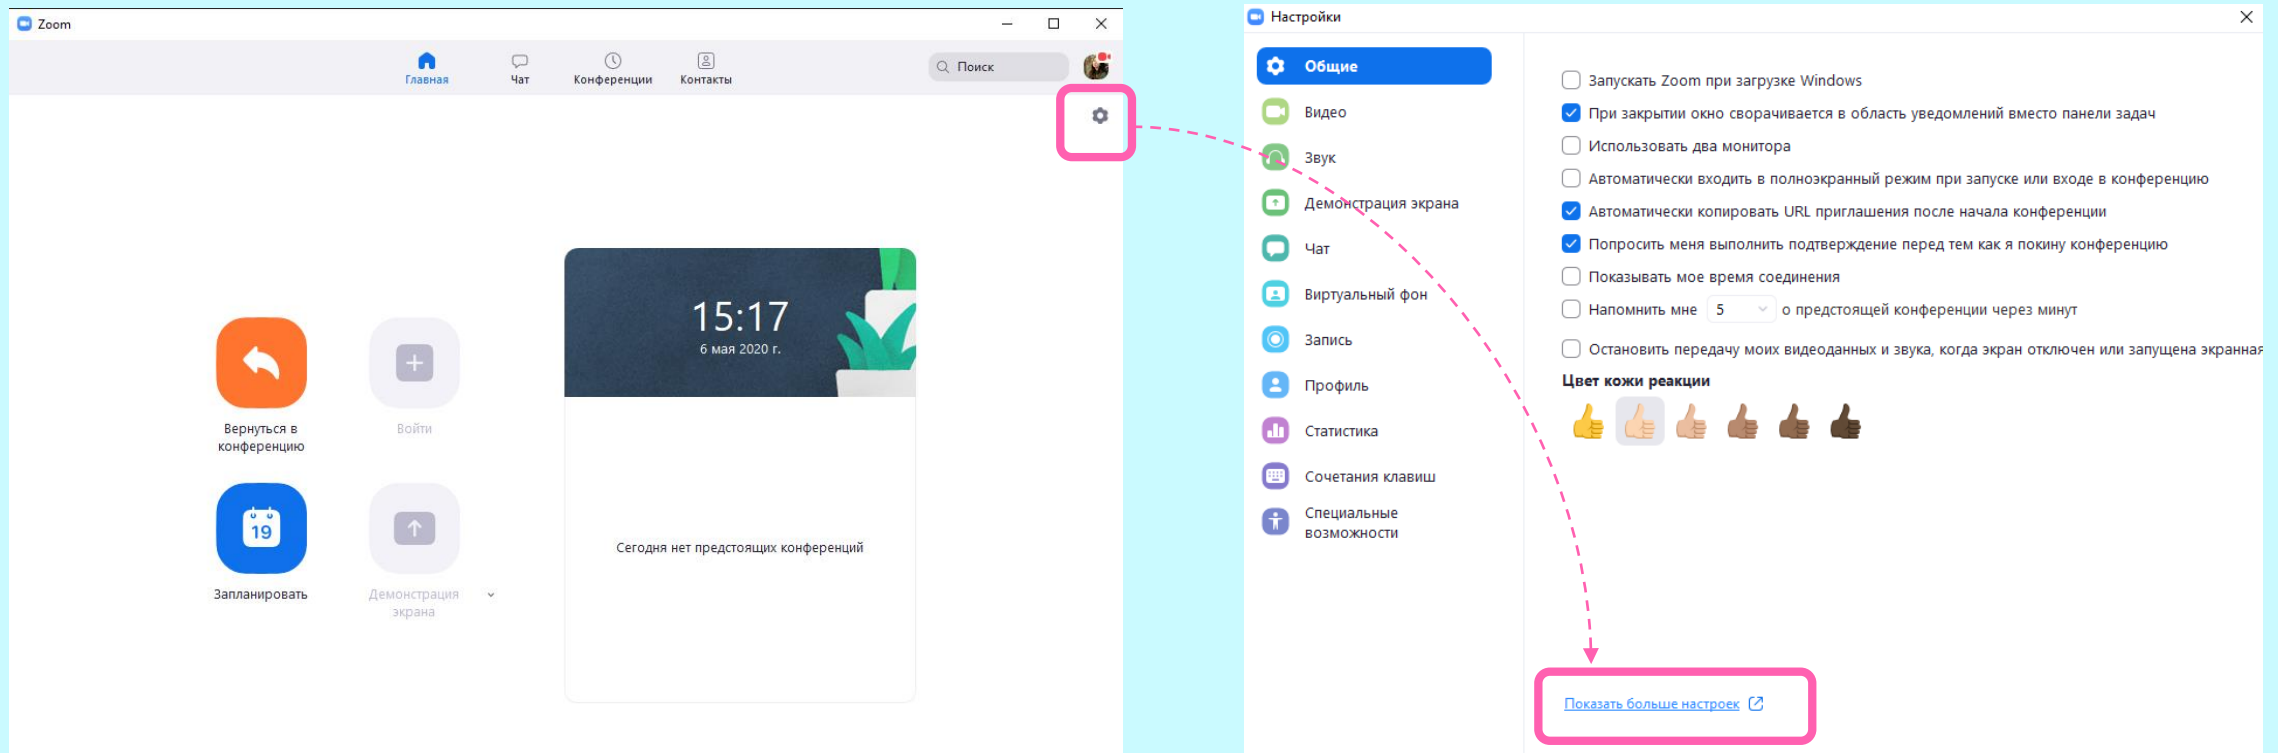 Zoom
Главная
Чат
Конференции
Контакты
Поиск
15:17
6 мая 2020 г.
Вернуться в
конференцию
Войти
19
Запланировать
Демонстрация
экрана
Сегодня нет предстоящих конференций
Настройки
Общие
Видео
Звук
Демонстрация экрана
Чат
Виртуальный фон
Запись
Профиль
Статистика
Сочетания клавиш
Специальные
возможности
Запускать Zoom при загрузке Windows
При закрытии окно сворачивается в область уведомлений вместо панели задач
Использовать два монитора
Автоматически входить в полноэкранный режим при запуске или входе в конференцию
Автоматически копировать URL приглашения после начала конференции
Попросить меня выполнить подтверждение перед тем как я покину конференцию
Показывать мое время соединения
Напомнить мне 5 о предстоящей конференции через минут
Остановить передачу моих видеоданных и звука, когда экран отключен или запущена экранная
Цвет кожи реакции
Показать больше настроек